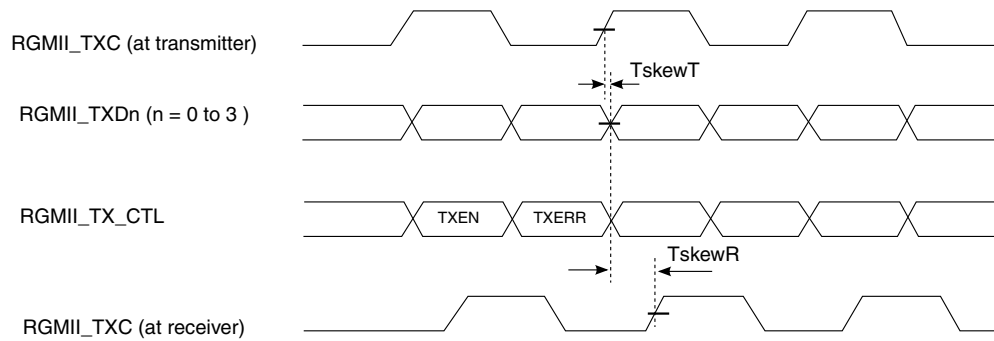 RGMII_TXC (at transmitter)
TskewT
RGMII_TXDn (n = 0 to 3 )
RGMII_TX_CTL
TXEN
TXERR
TskewR
RGMII_TXC (at receiver)